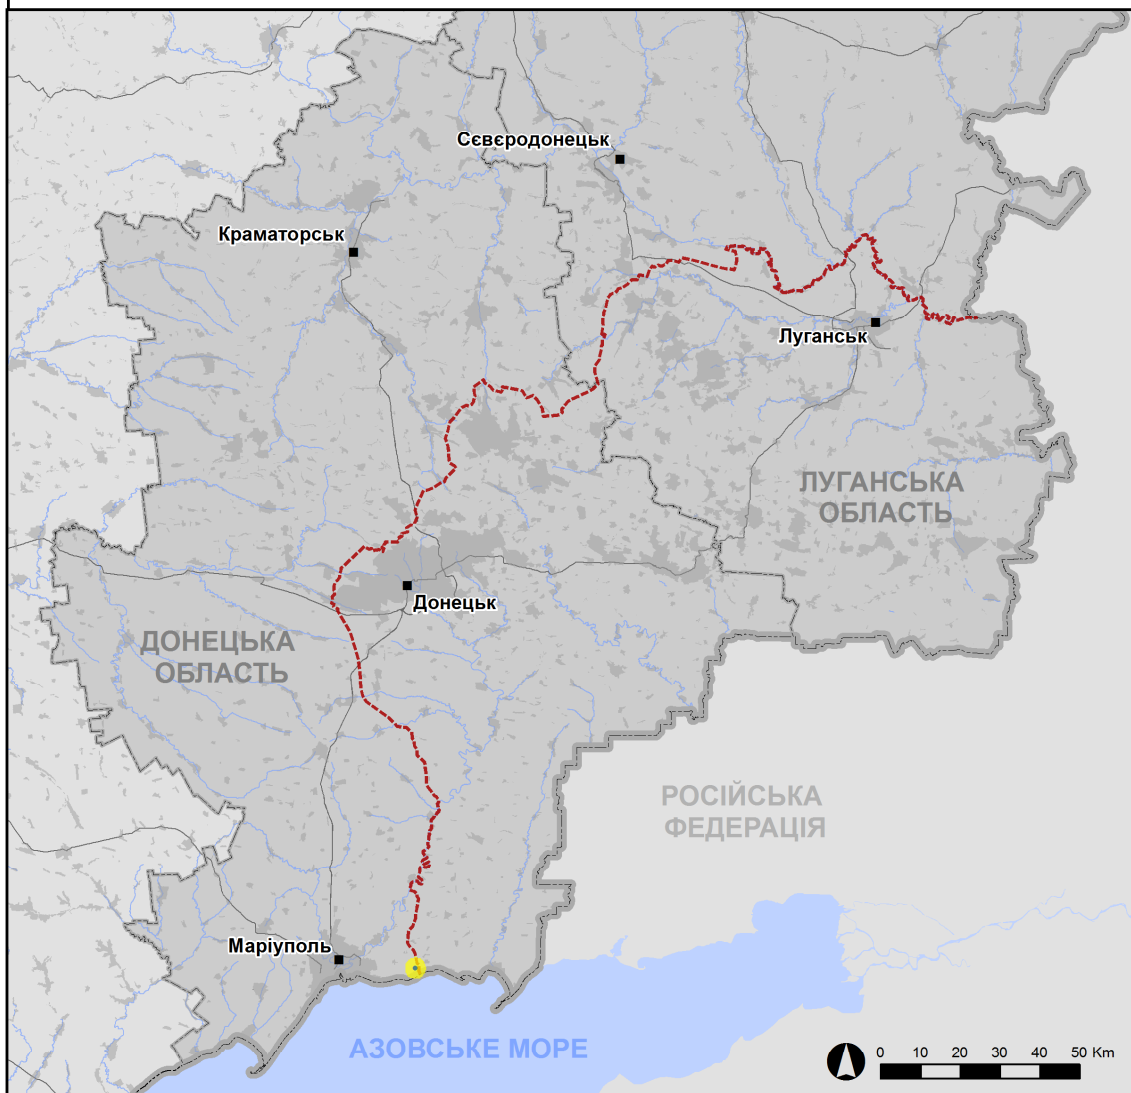 Сєвєродонецьк
Краматорськ
Луганськ
ЛУГАНСЬКА
ОБЛАСТЬ
Донецьк
ДОНЕЦЬКА
ОБЛАСТЬ
РОСІЙСЬКА
ФЕДЕРАЦІЯ
Маріуполь
АЗОВСЬКЕ МОРЕ
0 10 20 30 40 50 Km